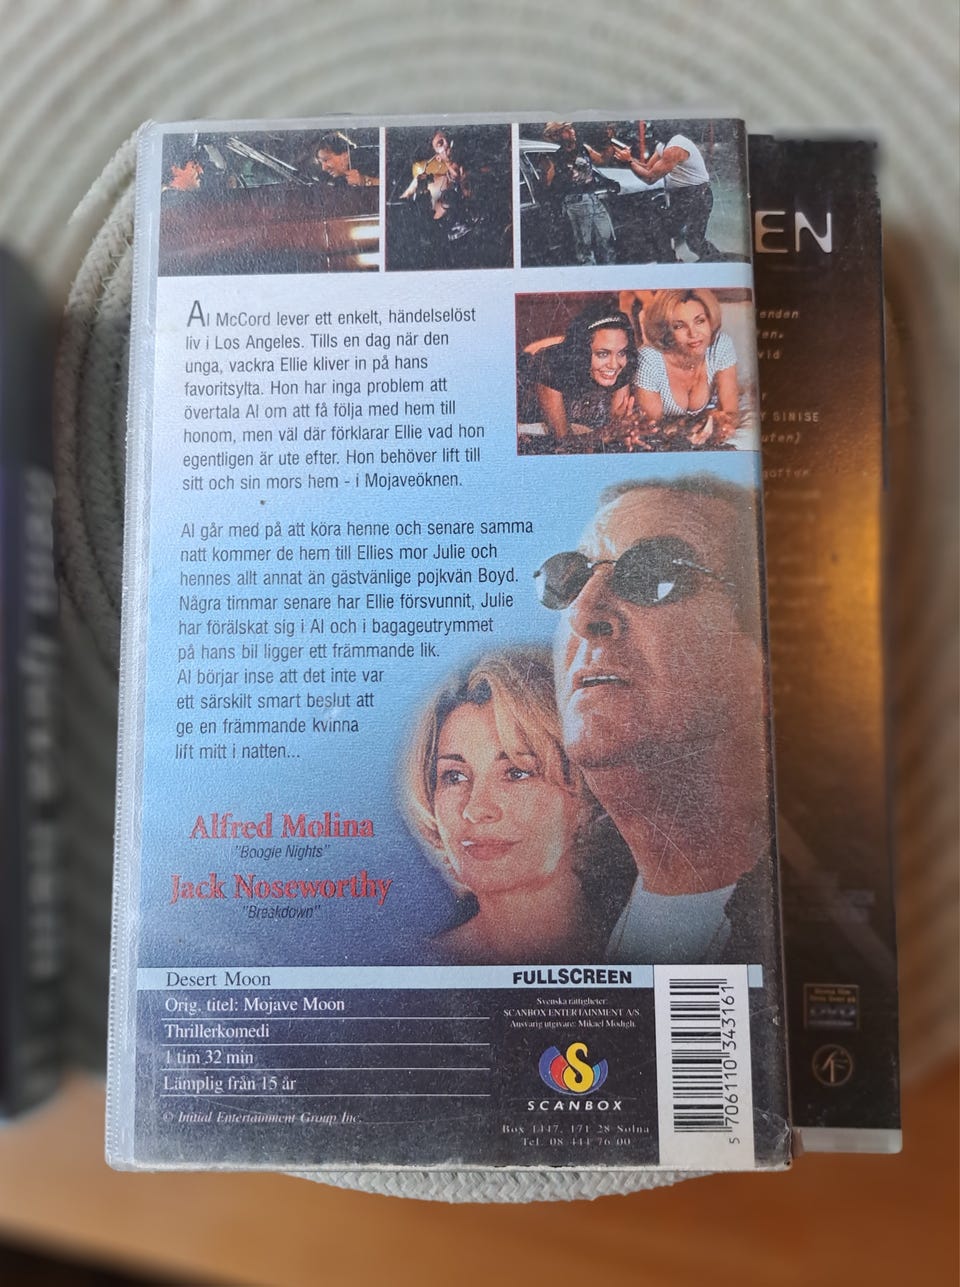 Al McCord lever ett enkelt, händelselöst
liv i Los Angeles. Tills en dag när den
unga, vackra Ellie kliver in på hans
favoritsylta. Hon har inga problem att
övertala Al om att få följa med hem till
honom, men väl där förklarar Ellie vad hon
egentligen är ute efter. Hon behöver lift till
sitt och sin mors hem - i Mojaveöknen.
Al går med på att köra henne och senare samma
natt kommer de hem till Ellies mor Julie och
hennes allt annat än gästvänlige pojkvän Boyd.
Några timmar senare har Ellie försvunnit, Julie
har förälskat sig i Al och i bagageutrymmet
på hans bil ligger ett främmande lik.
Al börjar inse att det inte var
ett särskilt smart beslut att
ge en främmande kvinna
lift mitt i natten...
Alfred Molina
"Boogie Nights"
Jack Noseworthy
"Breakdown"
Desert Moon
Orig. titel: Mojave Moon
Thrillerkomedi
1 tim 32 min
Lämplig från 15 år
© Initial Entertainment Group Inc.
FULLSCREEN
Svenska rättigheter:
SCANBOX ENTERTAINMENT A/S
Ansvarig utgivare: Mikael Modigh.
S
SCANBOX
Box 1447, 171 28 Solna
Tel. 08 444 76 00
5 706110 343161
EN
SINISE